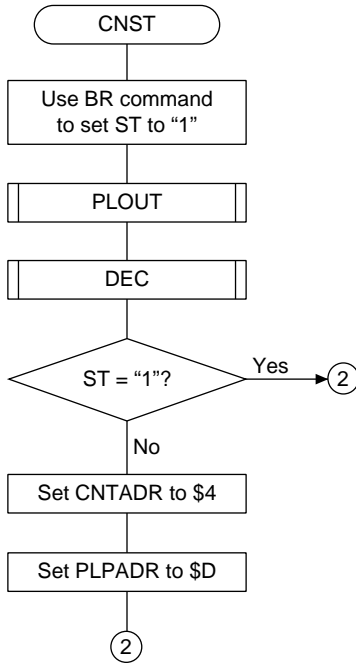 CNST
Use BR command
to set ST to “1”
PLOUT
DEC
ST = “1”?
Yes
2
No
Set CNTADR to $4
Set PLPADR to $D
2